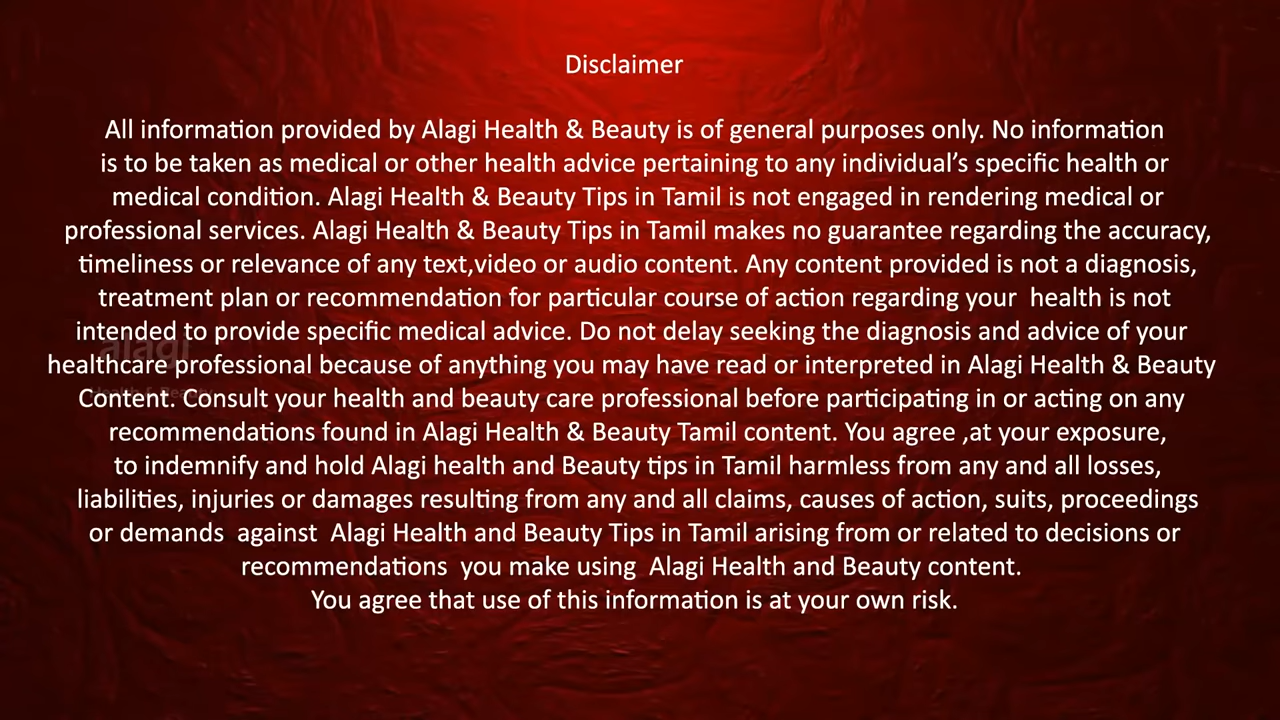 Disclaimer
All information provided by Alagi Health & Beauty is of general purposes only. No information
is to be taken as medical or other health advice pertaining to any individual’s specific health or
medical condition. Alagi Health & Beauty Tips in Tamil is not engaged in rendering medical or
professional services. Alagi Health & Beauty Tips in Tamil makes no guarantee regarding the accuracy,
timeliness or relevance of any text,video or audio content. Any content provided is not a diagnosis,
treatment plan or recommendation for particular course of action regarding your  health is not
intended to provide specific medical advice. Do not delay seeking the diagnosis and advice of your
alagi
healthcare professional because of anything you may have read or interpreted in Alagi Health & Beauty
Health & Beauty
Content. Consult your health and beauty care professional before participating in or acting on any
recommendations found in Alagi Health & Beauty Tamil content. You agree ,at your exposure,
to indemnify and hold Alagi health and Beauty tips in Tamil harmless from any and all losses,
liabilities, injuries or damages resulting from any and all claims, causes of action, suits, proceedings
or demands  against  Alagi Health and Beauty Tips in Tamil arising from or related to decisions or
recommendations  you make using  Alagi Health and Beauty content.
You agree that use of this information is at your own risk.